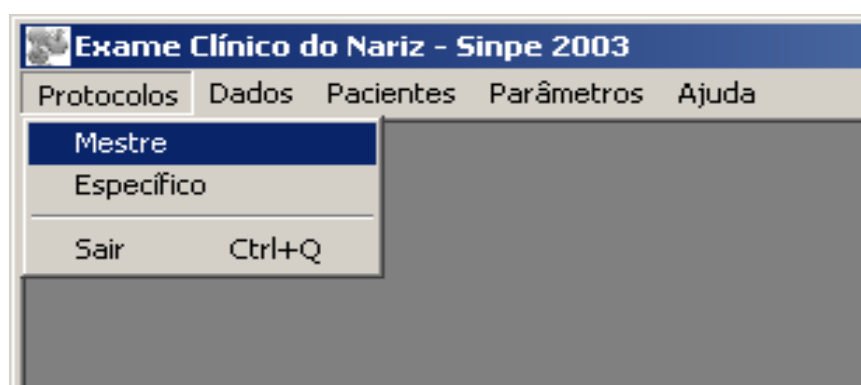 Exame Clínico do Nariz - Sinpe 2003
Protocolos Dados Pacientes Parâmetros Ajuda
Mestre
Específico
Sair Ctrl+Q